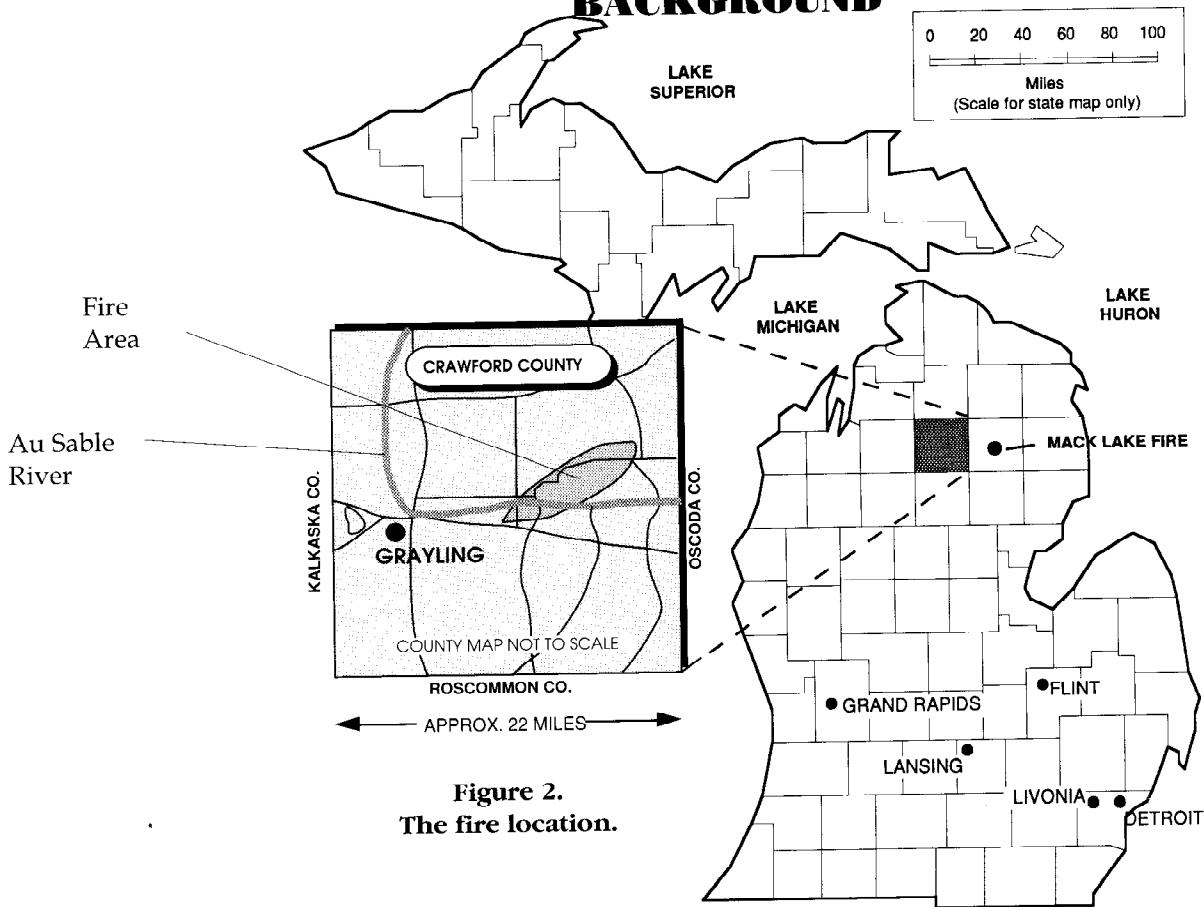 BACKGROUND
0 20 40 60 80 100
Miles
(Scale for state map only)
LAKE
SUPERIOR
LAKE
MICHIGAN
LAKE
HURON
Fire
Area
Au Sable
River
CRAWFORD COUNTY
KALKASKA CO.
OSCODA CO.
GRAYLING
COUNTY MAP NOT TO SCALE
ROSCOMMON CO.
APPROX. 22 MILES
MACK LAKE FIRE
FLINT
GRAND RAPIDS
LANSING
LIVONIA
DETROIT
Figure 2.
The fire location.